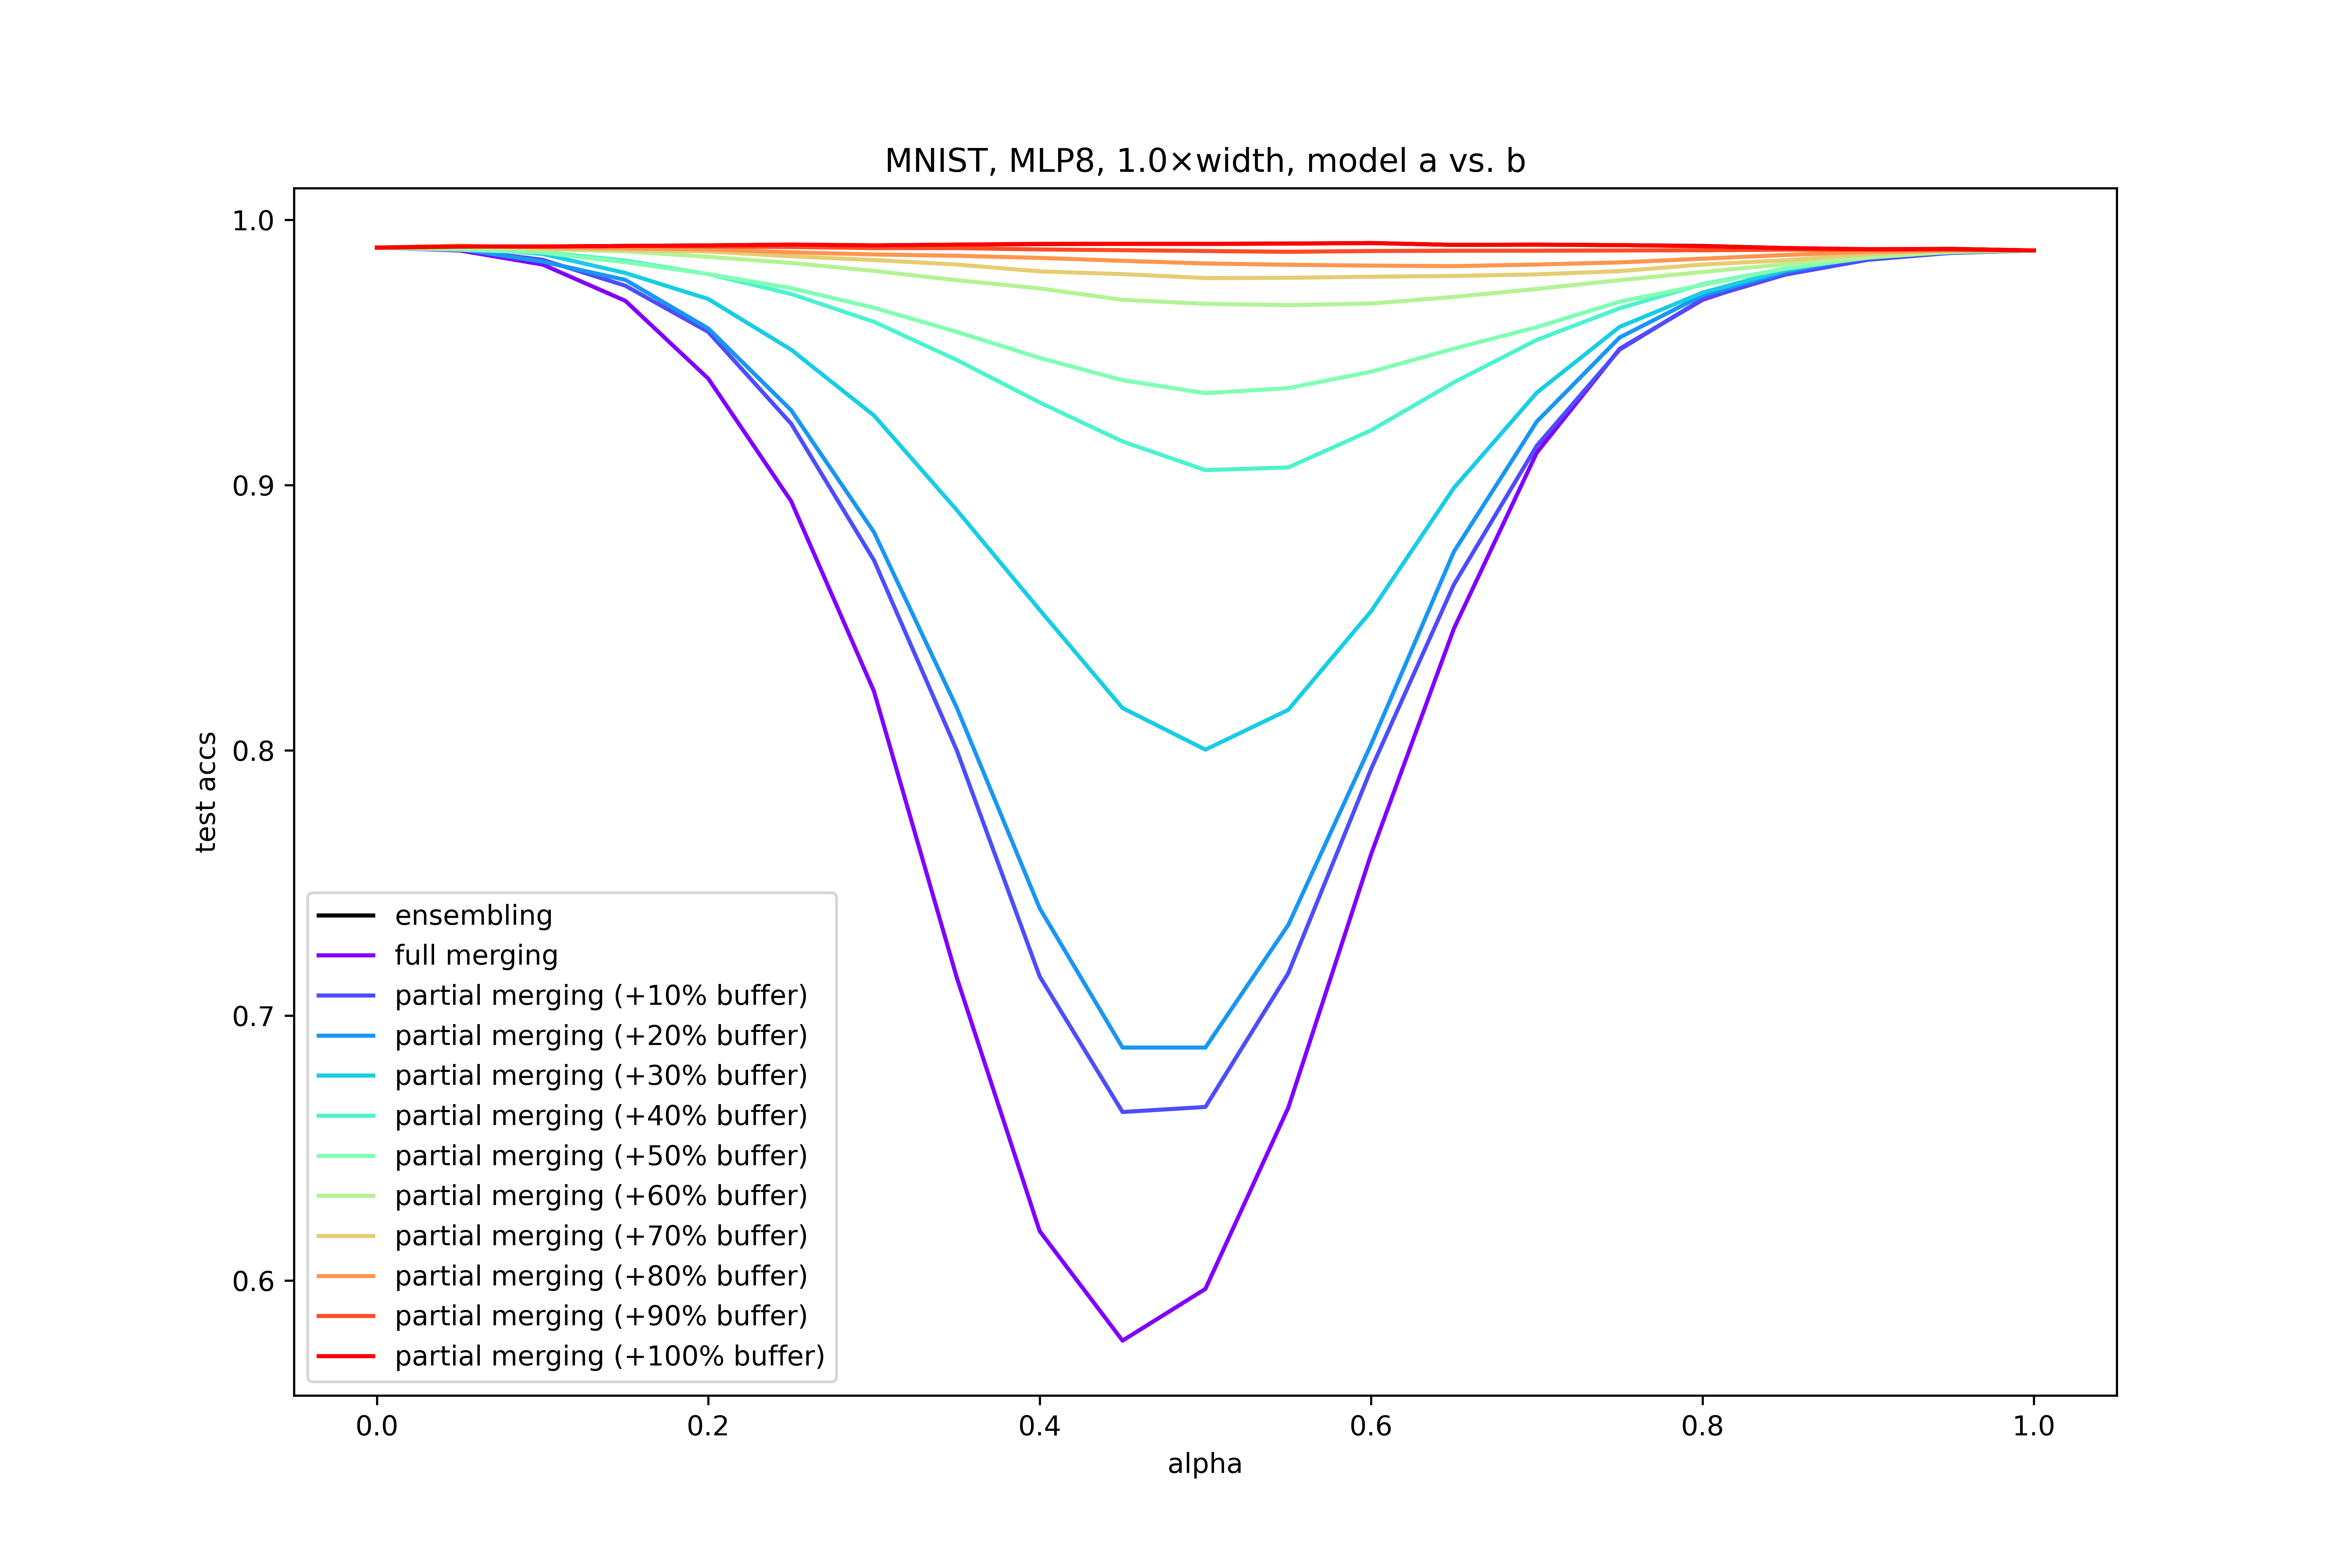 MNIST, MLP8, 1.0×width, model a vs. b
1.0
0.9
0.8
0.7
0.6
test accs
ensembling
full merging
partial merging (+10% buffer)
partial merging (+20% buffer)
partial merging (+30% buffer)
partial merging (+40% buffer)
partial merging (+50% buffer)
partial merging (+60% buffer)
partial merging (+70% buffer)
partial merging (+80% buffer)
partial merging (+90% buffer)
partial merging (+100% buffer)
0.0 0.2 0.4 0.6 0.8 1.0
alpha